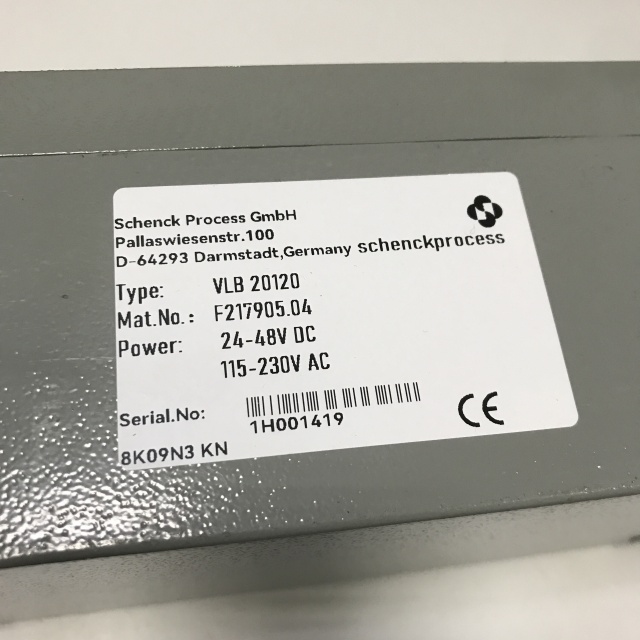 Schenck Process GmbH
Pallaswiesenstr.100
D-64293 Darmstadt,Germany schenckprocess
Type: VLB 20120
Mat.No.: F217905.04
Power: 24-48V DC
115-230V AC
Serial.No:
1H001419
CE
8K09N3 KN